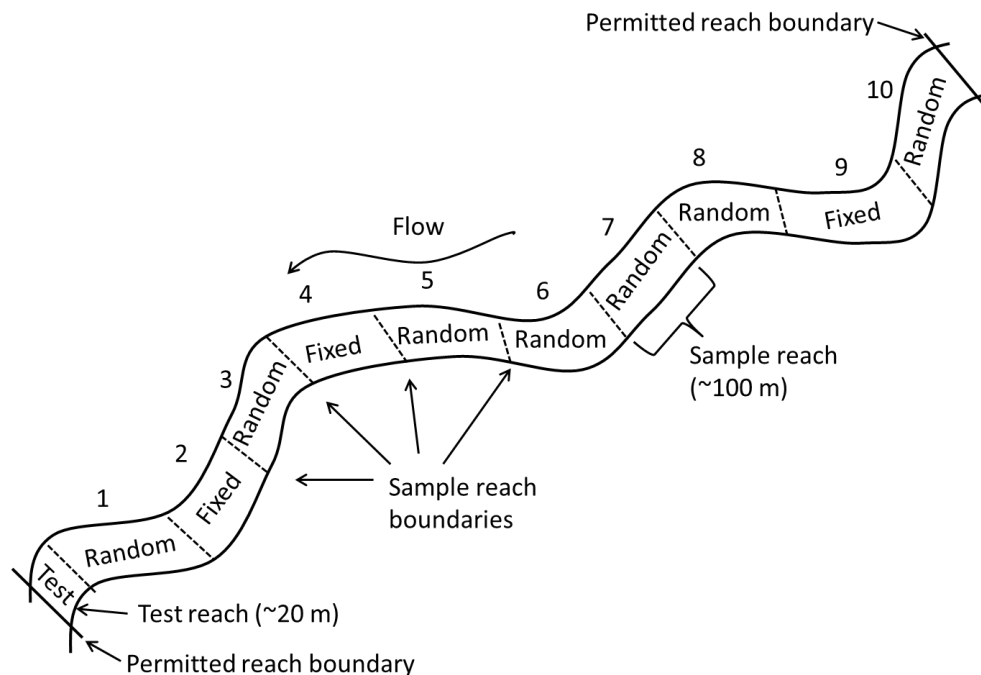 Permitted reach boundary
10
Random
9
Fixed
8
Random
7
Random
Flow
6
Random
5
Random
4
Fixed
Sample reach
(~100 m)
3
Random
2
Fixed
Sample reach
boundaries
1
Random
Test
Test reach (~20 m)
Permitted reach boundary